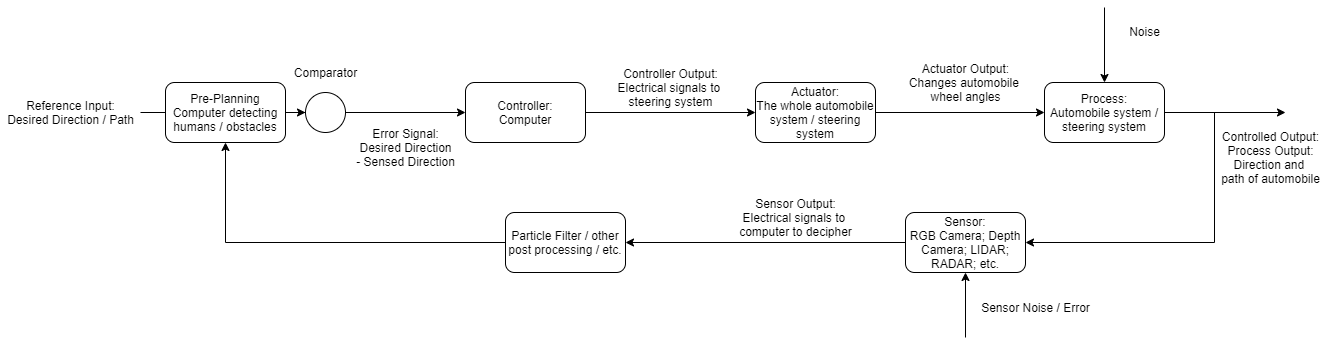 Noise
Comparator
Reference Input:
Desired Direction / Path
Pre-Planning
Computer detecting
humans / obstacles
Error Signal:
Desired Direction
- Sensed Direction
Controller:
Computer
Controller Output:
Electrical signals to
steering system
Actuator:
The whole automobile
system / steering
system
Actuator Output:
Changes automobile
wheel angles
Process:
Automobile system /
steering system
Controlled Output:
Process Output:
Direction and
path of automobile
Sensor:
RGB Camera; Depth
Camera; LIDAR;
RADAR; etc.
Sensor Noise / Error
Sensor Output:
Electrical signals to
computer to decipher
Particle Filter / other
post processing / etc.